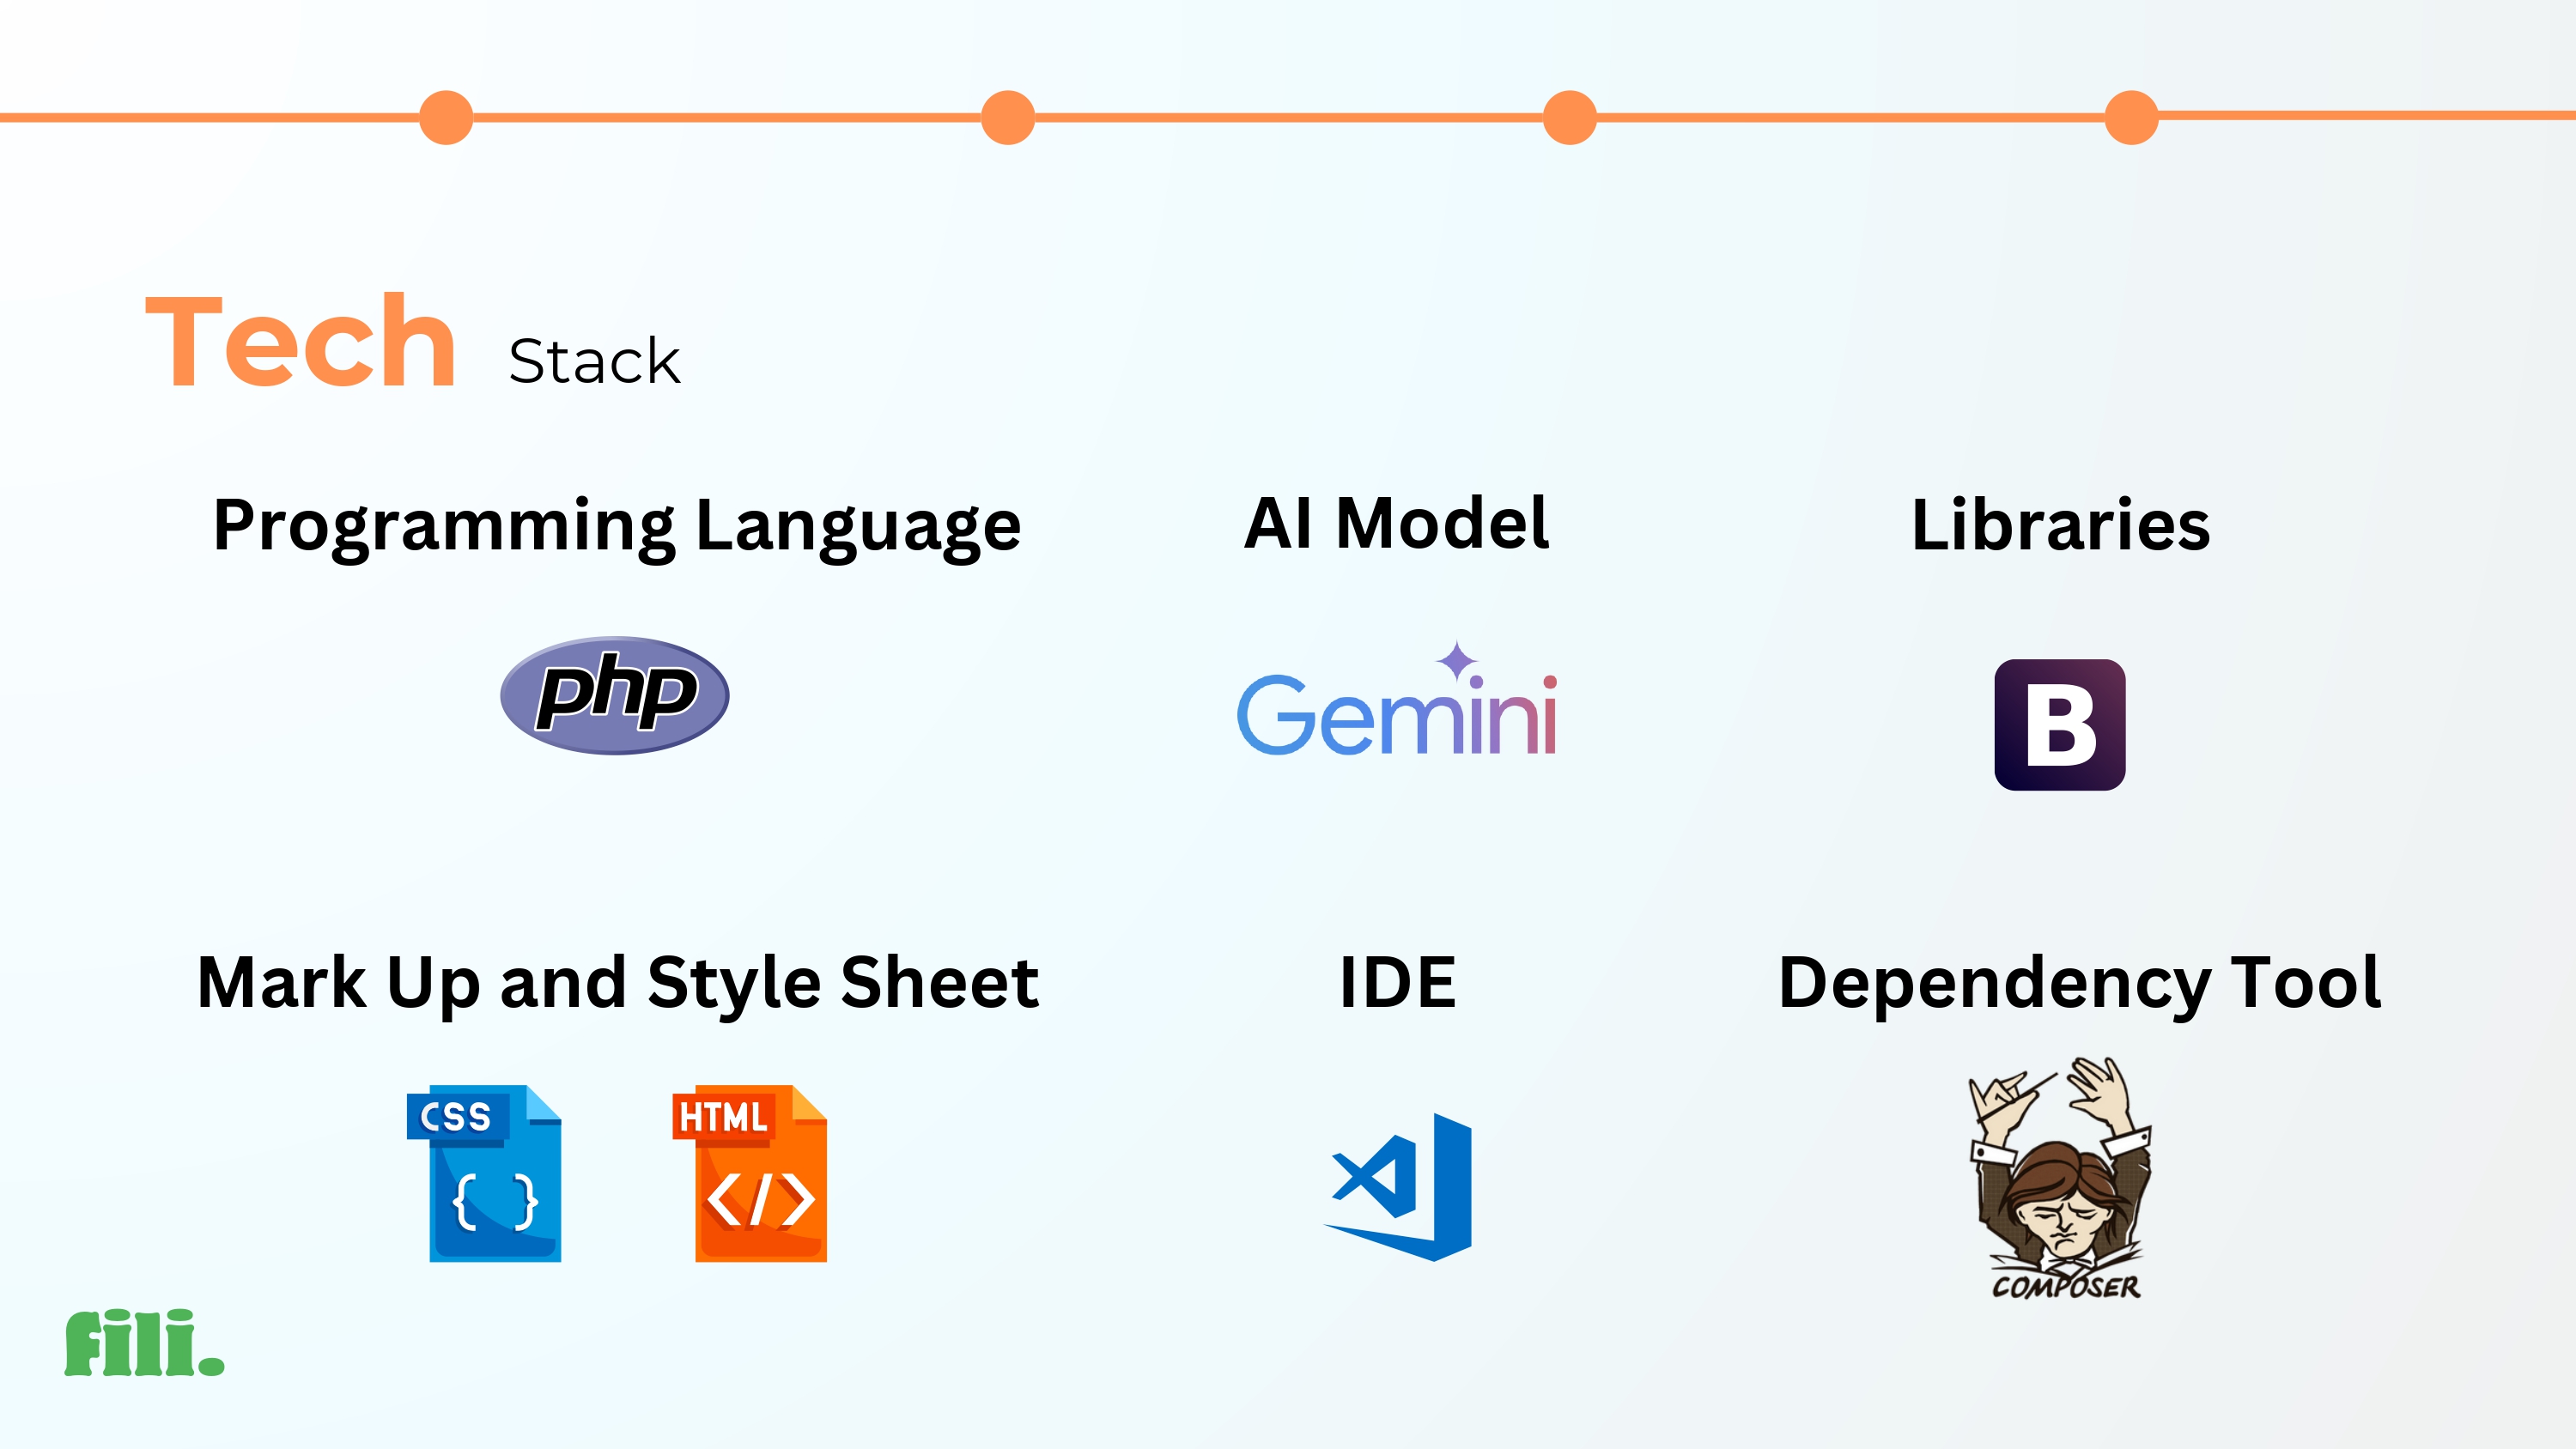 Tech Stack
Programming Language
AI Model
Libraries
php
Gemini
B
Mark Up and Style Sheet
IDE
Dependency Tool
CSS
{ }
HTML
</>
COMPOSER
fili.